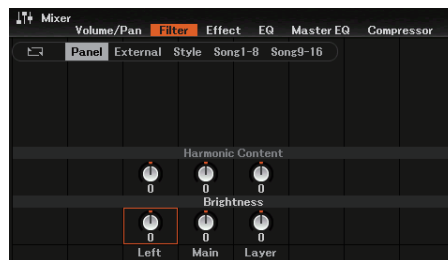 Mixer
Volume/Pan Filter Effect EQ Master EQ Compressor
Panel External Style Song1-8 Song9-16
Harmonic Content
0 0 0
Brightness
0 0 0
Left Main Layer